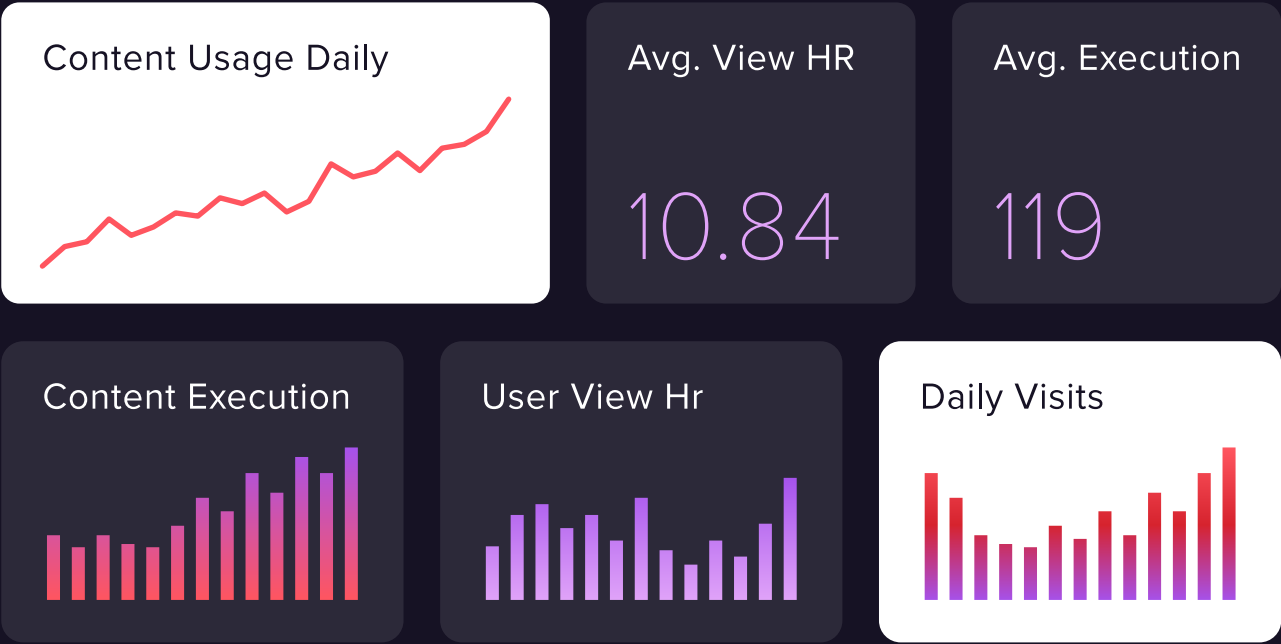 Content Usage Daily
Avg. View HR
10.84
Avg. Execution
119
Content Execution
User View Hr
Daily Visits